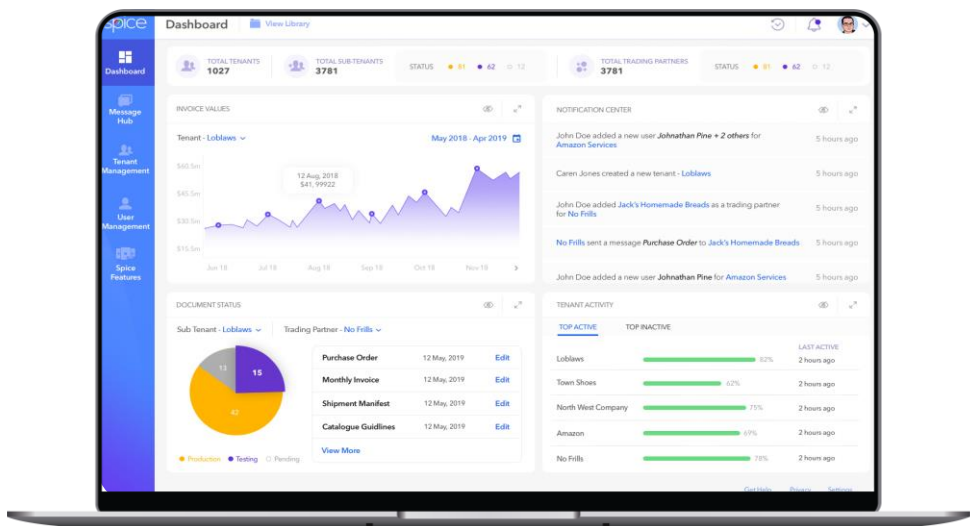 spice
Dashboard View Library
Dashboard
Message
Hub
Tenant
Management
User
Management
Spice
Features
TOTAL TENANTS
1027
TOTAL SUB-TENANTS
3781
STATUS 81 62 12
TOTAL TRADING PARTNERS
3781
STATUS 81 62 12
INVOICE VALUES
Tenant - Loblaws May 2018 - Apr 2019
12 Aug, 2018
$41, 99922
$60.5m
$45.5m
$30.5m
$15.5m
Jun 18 Jul 18 Aug 18 Sep 18 Oct 18 Nov 18
NOTIFICATION CENTER
John Doe added a new user Johnathan Pine + 2 others for
Amazon Services
5 hours ago
Caren Jones created a new tenant - Loblaws 5 hours ago
John Doe added Jack's Homemade Breads as a trading partner
for No Frills
5 hours ago
No Frills sent a message Purchase Order to Jack's Homemade Breads 5 hours ago
John Doe added a new user Johnathan Pine for Amazon Services 5 hours ago
DOCUMENT STATUS
Sub Tenant - Loblaws Trading Partner - No Frills
13
15
42
Production Testing Pending
Purchase Order 12 May, 2019 Edit
Monthly Invoice 12 May, 2019 Edit
Shipment Manifest 12 May, 2019 Edit
Catalogue Guidlines 12 May, 2019 Edit
View More
TENANT ACTIVITY
TOP ACTIVE TOP INACTIVE
LAST ACTIVE
Loblaws 82% 2 hours ago
Town Shoes 62% 2 hours ago
North West Company 75% 2 hours ago
Amazon 69% 2 hours ago
No Frills 78% 2 hours ago
Get Help Privacy Settings